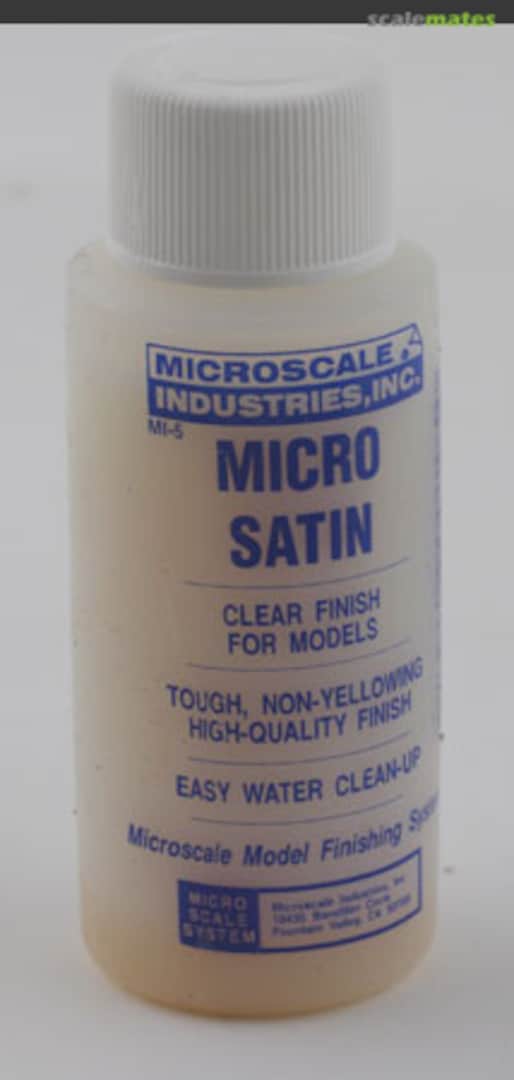 scalemates
MICROSCALE
INDUSTRIES, INC.
MI-5
MICRO
SATIN
CLEAR FINISH
FOR MODELS
TOUGH, NON-YELLOWING
HIGH-QUALITY FINISH
EASY WATER CLEAN-UP
Microscale Model Finishing
MICRO
SCALE
SYSTEM
Microscale Industries, Inc
Fountain Valley, CA